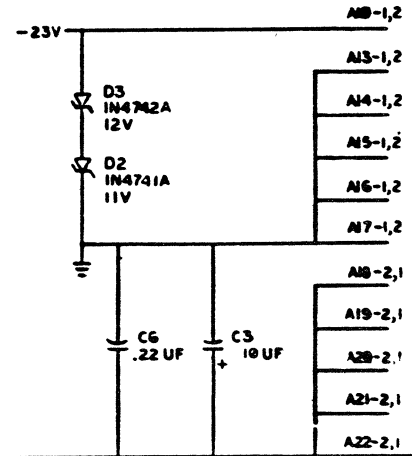 A10-1,2
-23V
A13-1,2
D3
1N4742A
12V
A14-1,2
A15-1,2
D2
1N4741A
11V
A16-1,2
A17-1,2
A18-2,1
C6
.22 UF
C3
10 UF
+
A19-2,1
A20-2,1
A21-2,1
A22-2,1